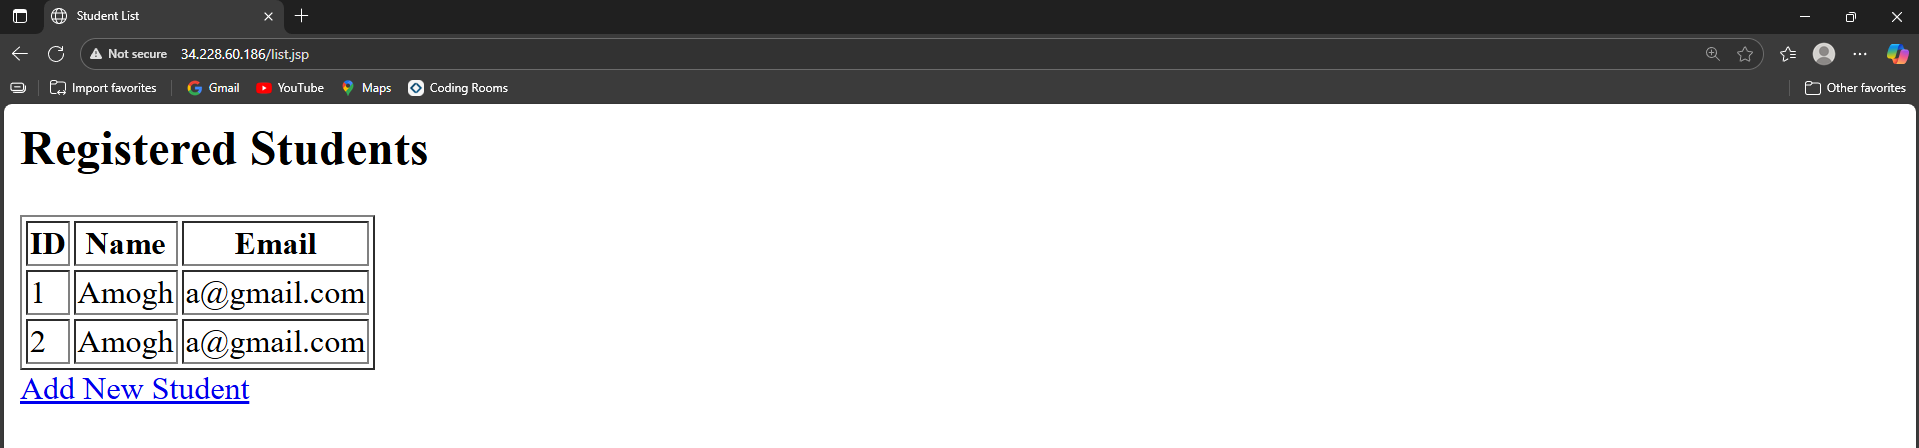 Student List
Not secure 34.228.60.186/list.jsp
Import favorites Gmail YouTube Maps Coding Rooms Other favorites
Registered Students
ID Name Email
1 Amogh a@gmail.com
2 Amogh a@gmail.com
Add New Student